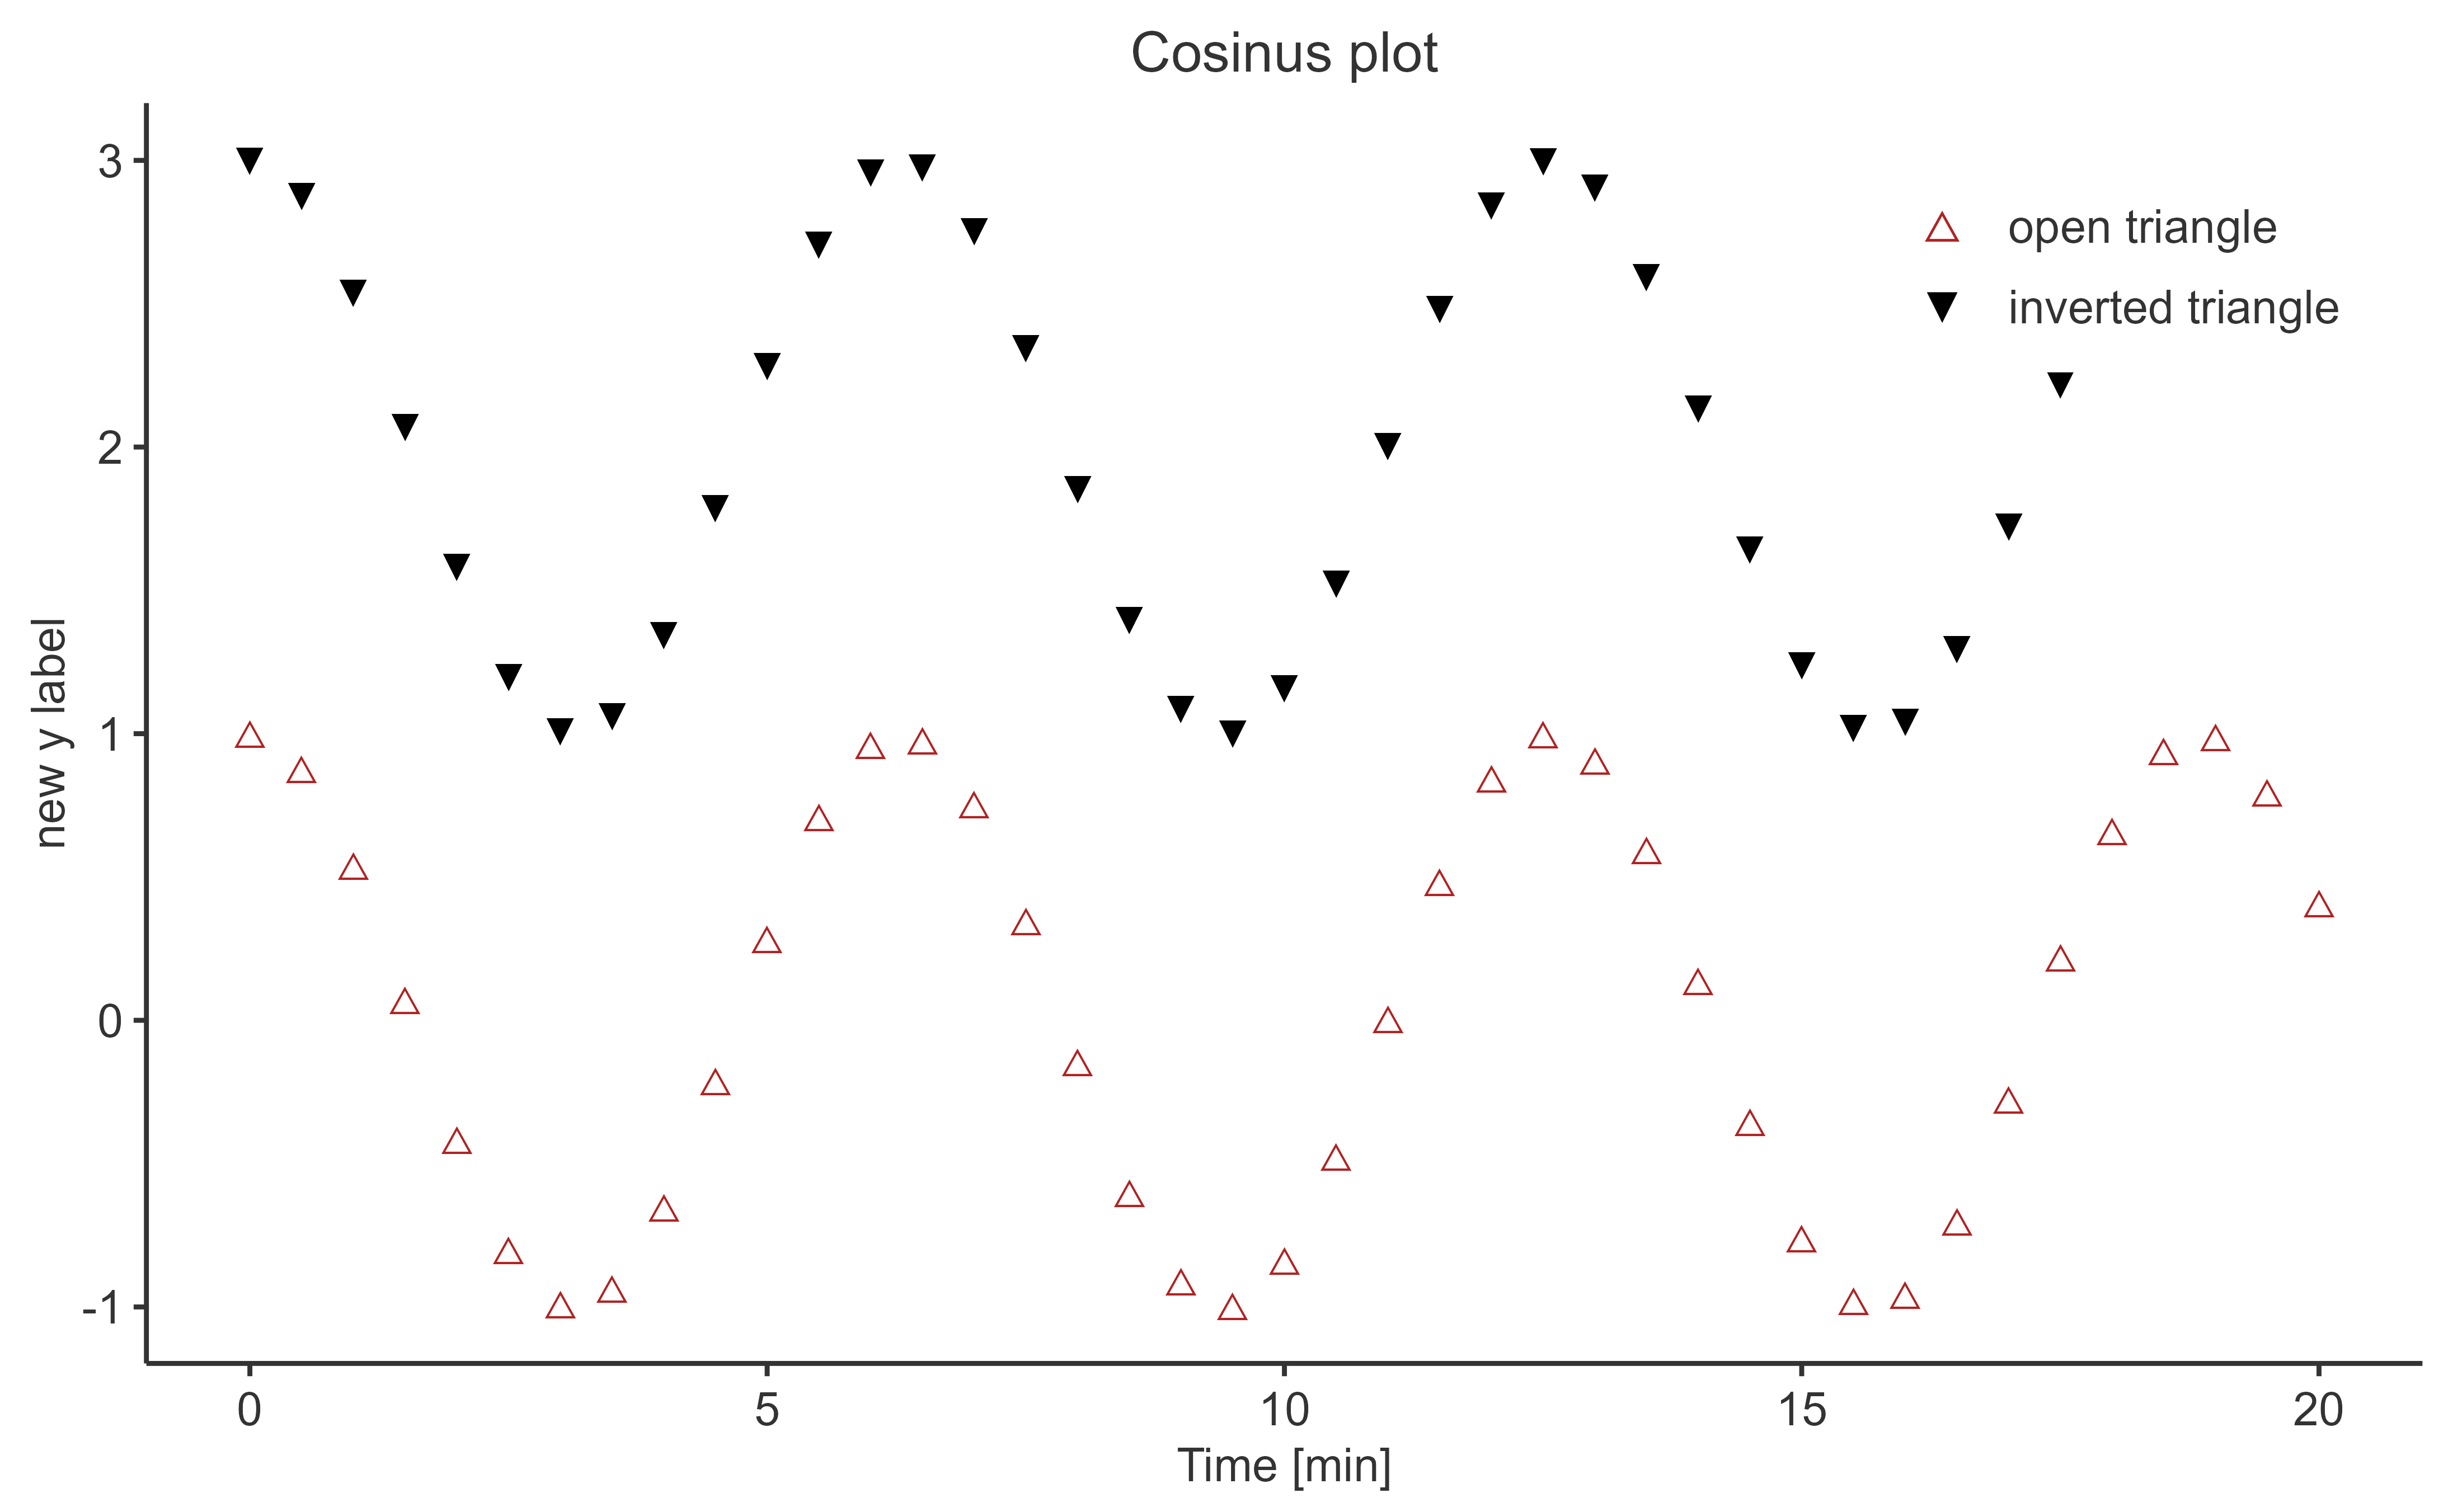 Cosinus plot
3
2
1
0
-1
new y label
open triangle
inverted triangle
0 5 10 15 20
Time [min]